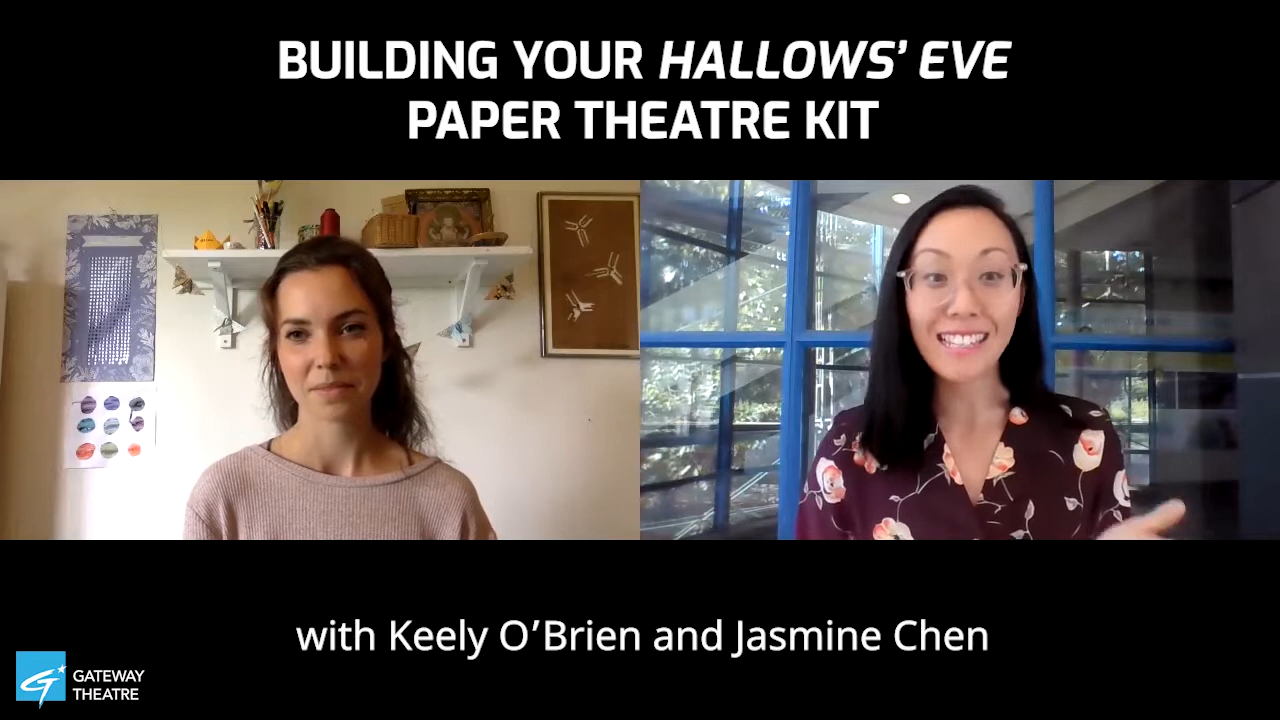 BUILDING YOUR HALLOWS’ EVE
PAPER THEATRE KIT
with Keely O’Brien and Jasmine Chen
GATEWAY
THEATRE